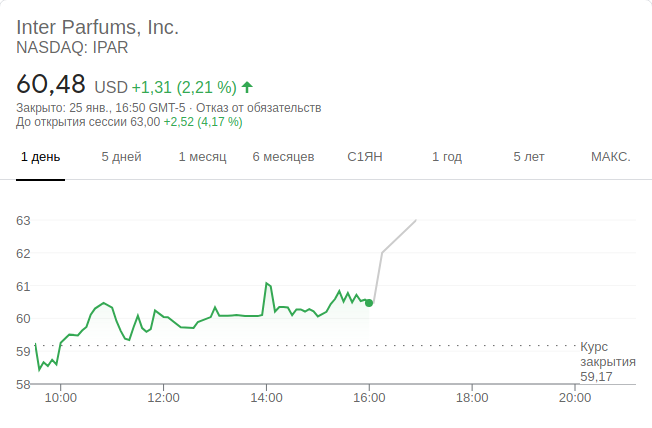 Inter Parfums, Inc.
NASDAQ: IPAR
60,48 USD +1,31 (2,21 %)
Закрыто: 25 янв., 16:50 GMT-5 · Отказ от обязательств
До открытия сессии 63,00 +2,52 (4,17 %)
1 день 5 дней 1 месяц 6 месяцев С1ЯН 1 год 5 лет МАКС.
63
62
61
60
59
58
Курс
закрытия
59,17
10:00 12:00 14:00 16:00 18:00 20:00